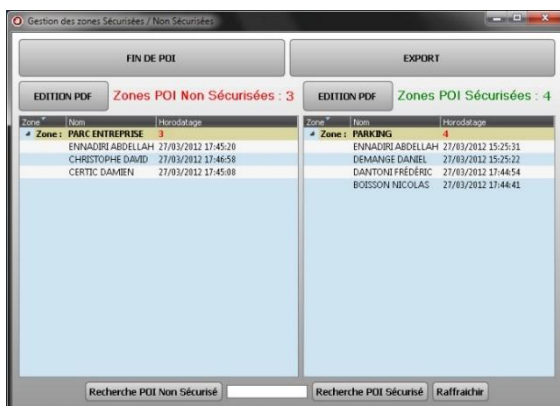 Gestion des zones Sécurisées / Non Sécurisées
FIN DE POI
EXPORT
EDITION PDF
Zones POI Non Sécurisées : 3
EDITION PDF
Zones POI Sécurisées : 4
Zone Nom Horodatage
Zone : PARC ENTREPRISE 3
ENNADIRI ABDELLAH 27/03/2012 17:45:20
CHRISTOPHE DAVID 27/03/2012 17:46:58
CERTIC DAMIEN 27/03/2012 17:45:08
Zone Nom Horodatage
Zone : PARKING 4
ENNADIRI ABDELLAH 27/03/2012 15:25:31
DEMANGE DANIEL 27/03/2012 15:25:22
DANTONI FRÉDÉRIC 27/03/2012 17:44:54
BOISSON NICOLAS 27/03/2012 17:44:41
Recherche POI Non Sécurisé
Recherche POI Sécurisé
Raffraichir